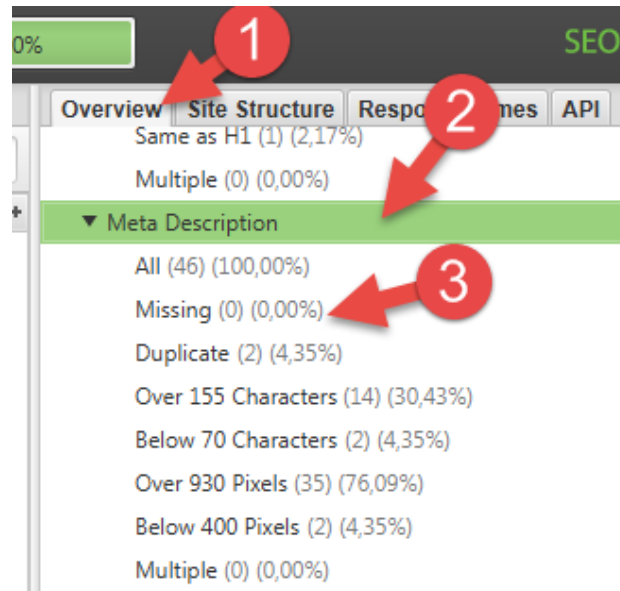 0%
1
SEO
Overview Site Structure Respo mes API
2
Same as H1 (1) (2,17%)
Multiple (0) (0,00%)
▼ Meta Description
All (46) (100,00%)
3
Missing (0) (0,00%)
Duplicate (2) (4,35%)
Over 155 Characters (14) (30,43%)
Below 70 Characters (2) (4,35%)
Over 930 Pixels (35) (76,09%)
Below 400 Pixels (2) (4,35%)
Multiple (0) (0,00%)